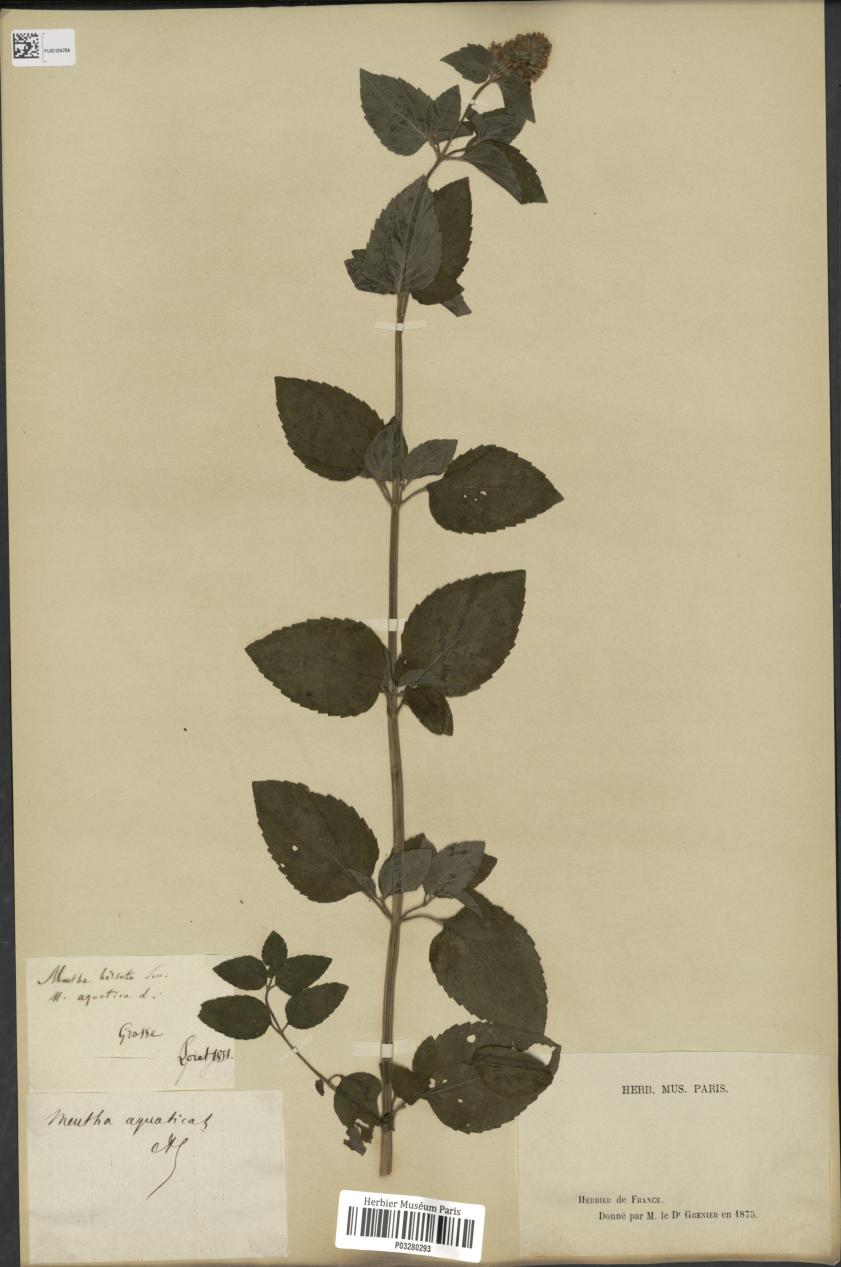 Mentha hirsuta
M. aquatica
Grasse
Loret 1851.
Mentha aquatica L
HERB. MUS. PARIS.
HERBIER de FRANCE.
Donné par M. le Dr GRENIER en 1875.
Herbier Muséum Paris
P03280293